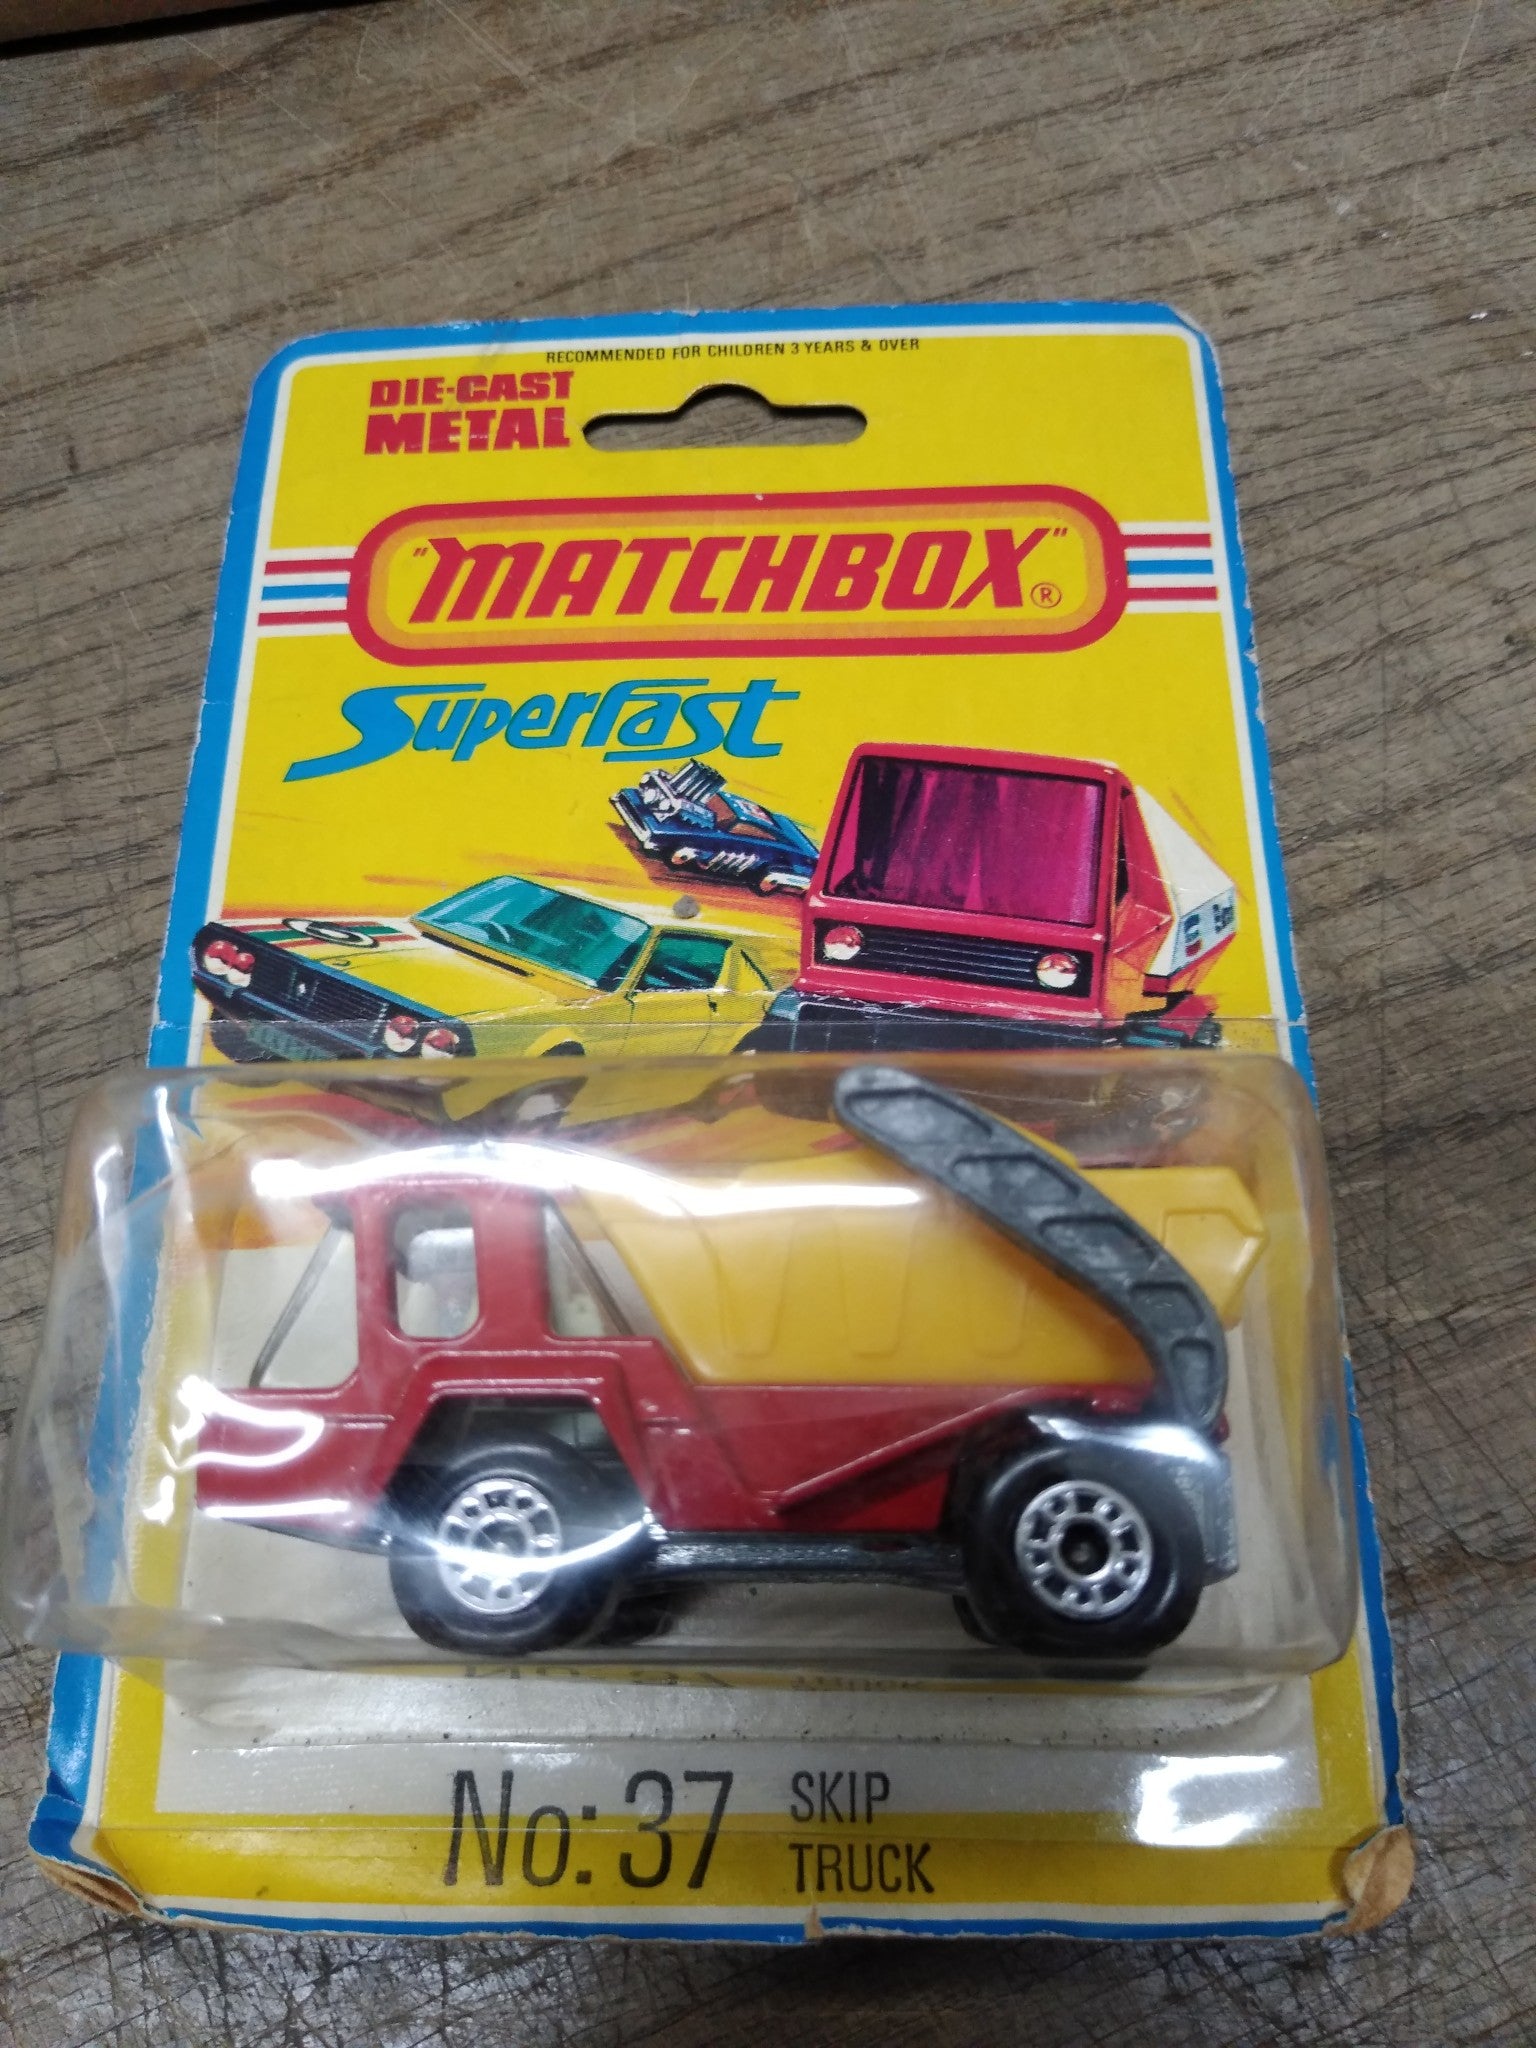 RECOMMENDED FOR CHILDREN 3 YEARS & OVER
DIE-CAST
METAL
"MATCHBOX"®
Superfast
No: 37 SKIP
TRUCK